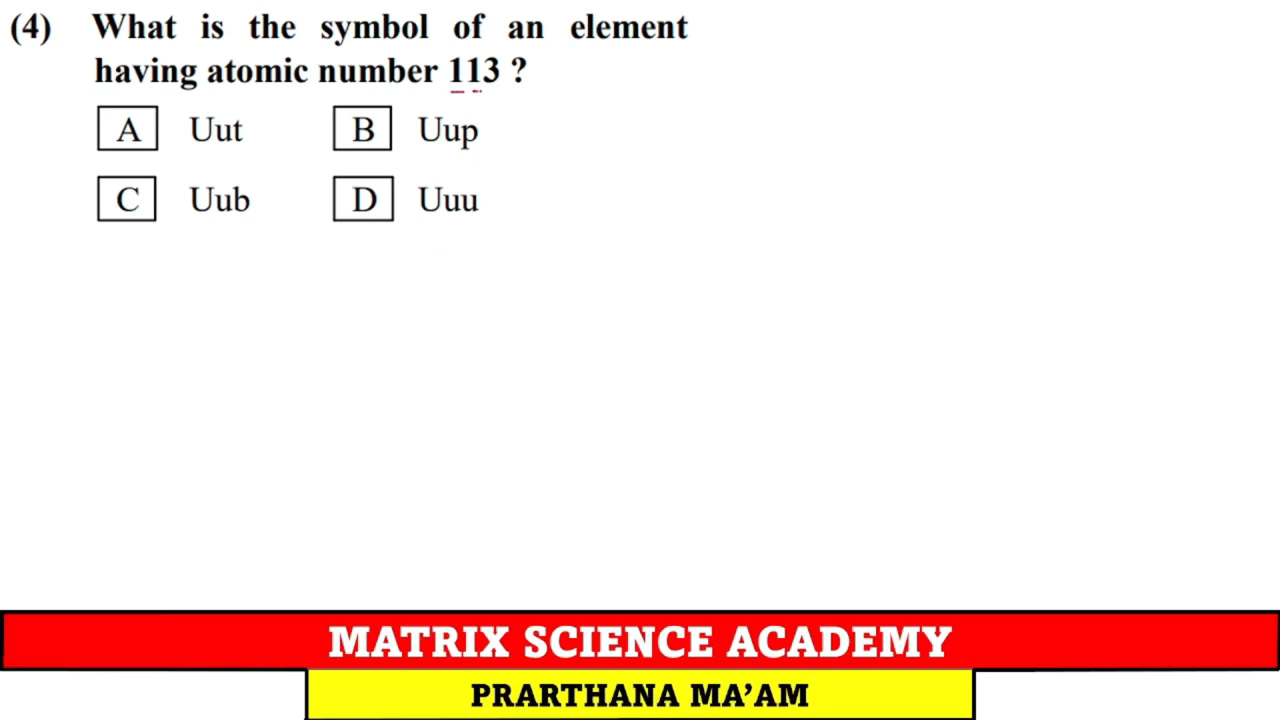 (4) What is the symbol of an element
having atomic number 113 ?
A Uut B Uup
C Uub D Uuu
MATRIX SCIENCE ACADEMY
PRARTHANA MA’AM